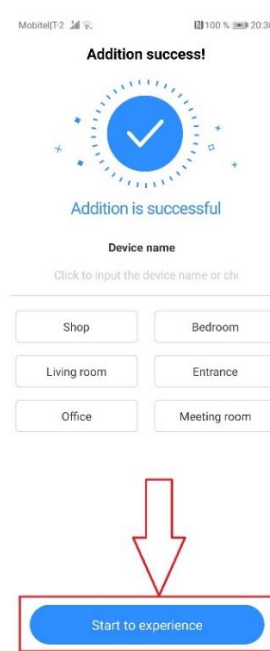 Mobitel|T-2 100 % 20:30
Addition success!
Addition is successful
Device name
Click to input the device name or ch
Shop Bedroom
Living room Entrance
Office Meeting room
Start to experience